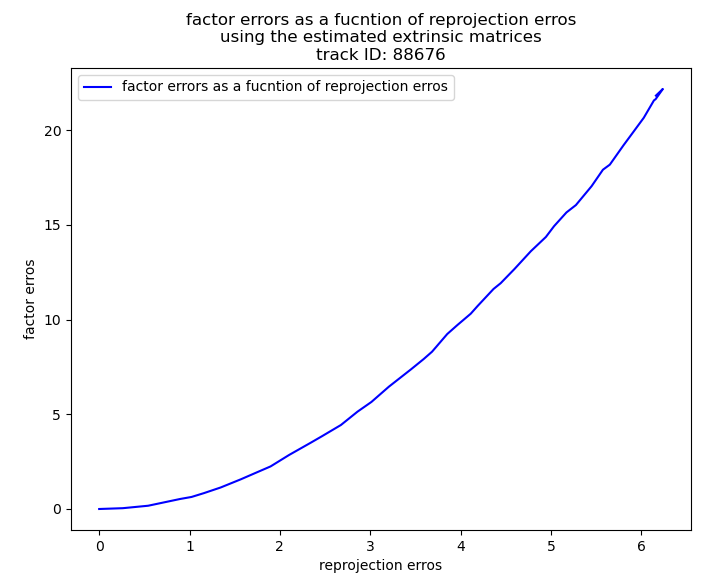 factor errors as a fucntion of reprojection erros
using the estimated extrinsic matrices
track ID: 88676
factor errors as a fucntion of reprojection erros
20
15
10
5
0
factor erros
0 1 2 3 4 5 6
reprojection erros